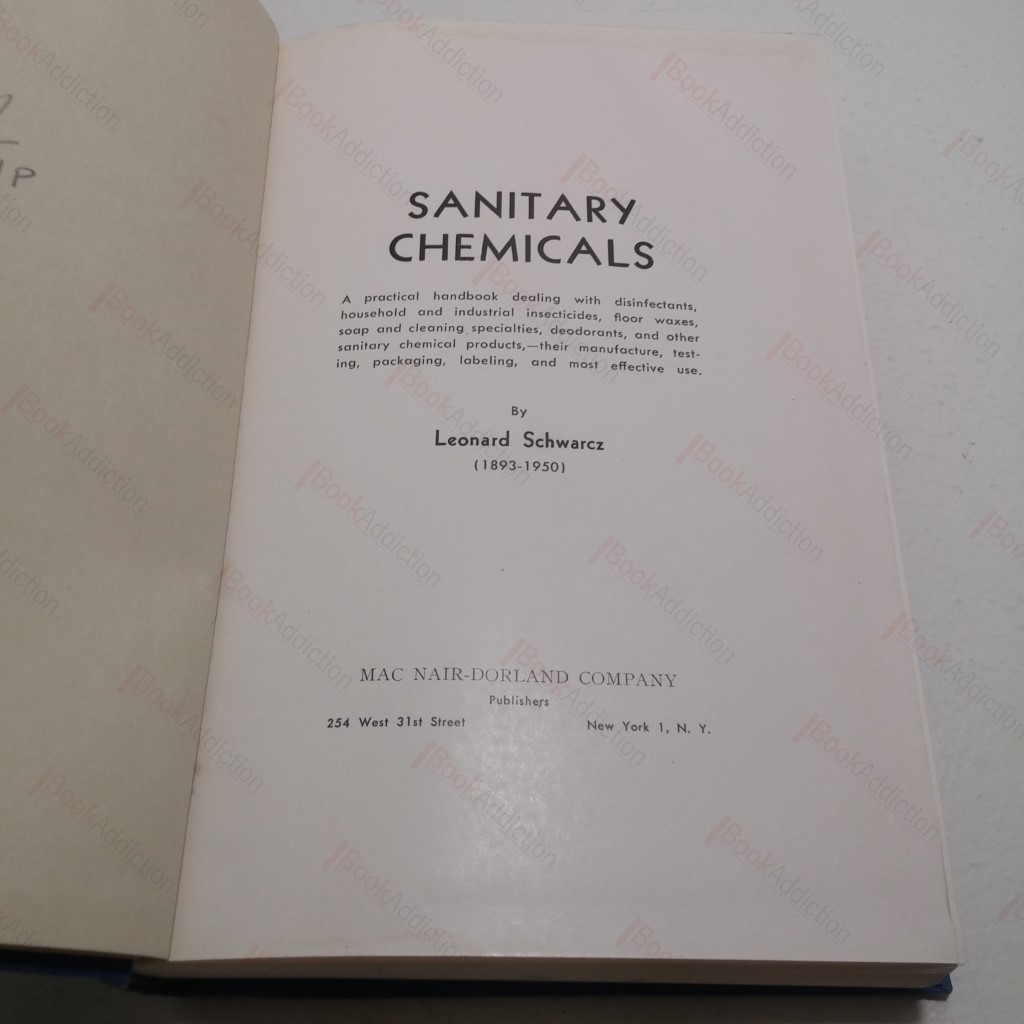 SANITARY
CHEMICALS
A practical handbook dealing with disinfectants,
household and industrial insecticides, floor waxes,
soap and cleaning specialties, deodorants, and other
sanitary chemical products,—their manufacture, test-
ing, packaging, labeling, and most effective use.
By
Leonard Schwarcz
(1893-1950)
MAC NAIR-DORLAND COMPANY
Publishers
254 West 31st Street New York 1, N. Y.
BookAddiction